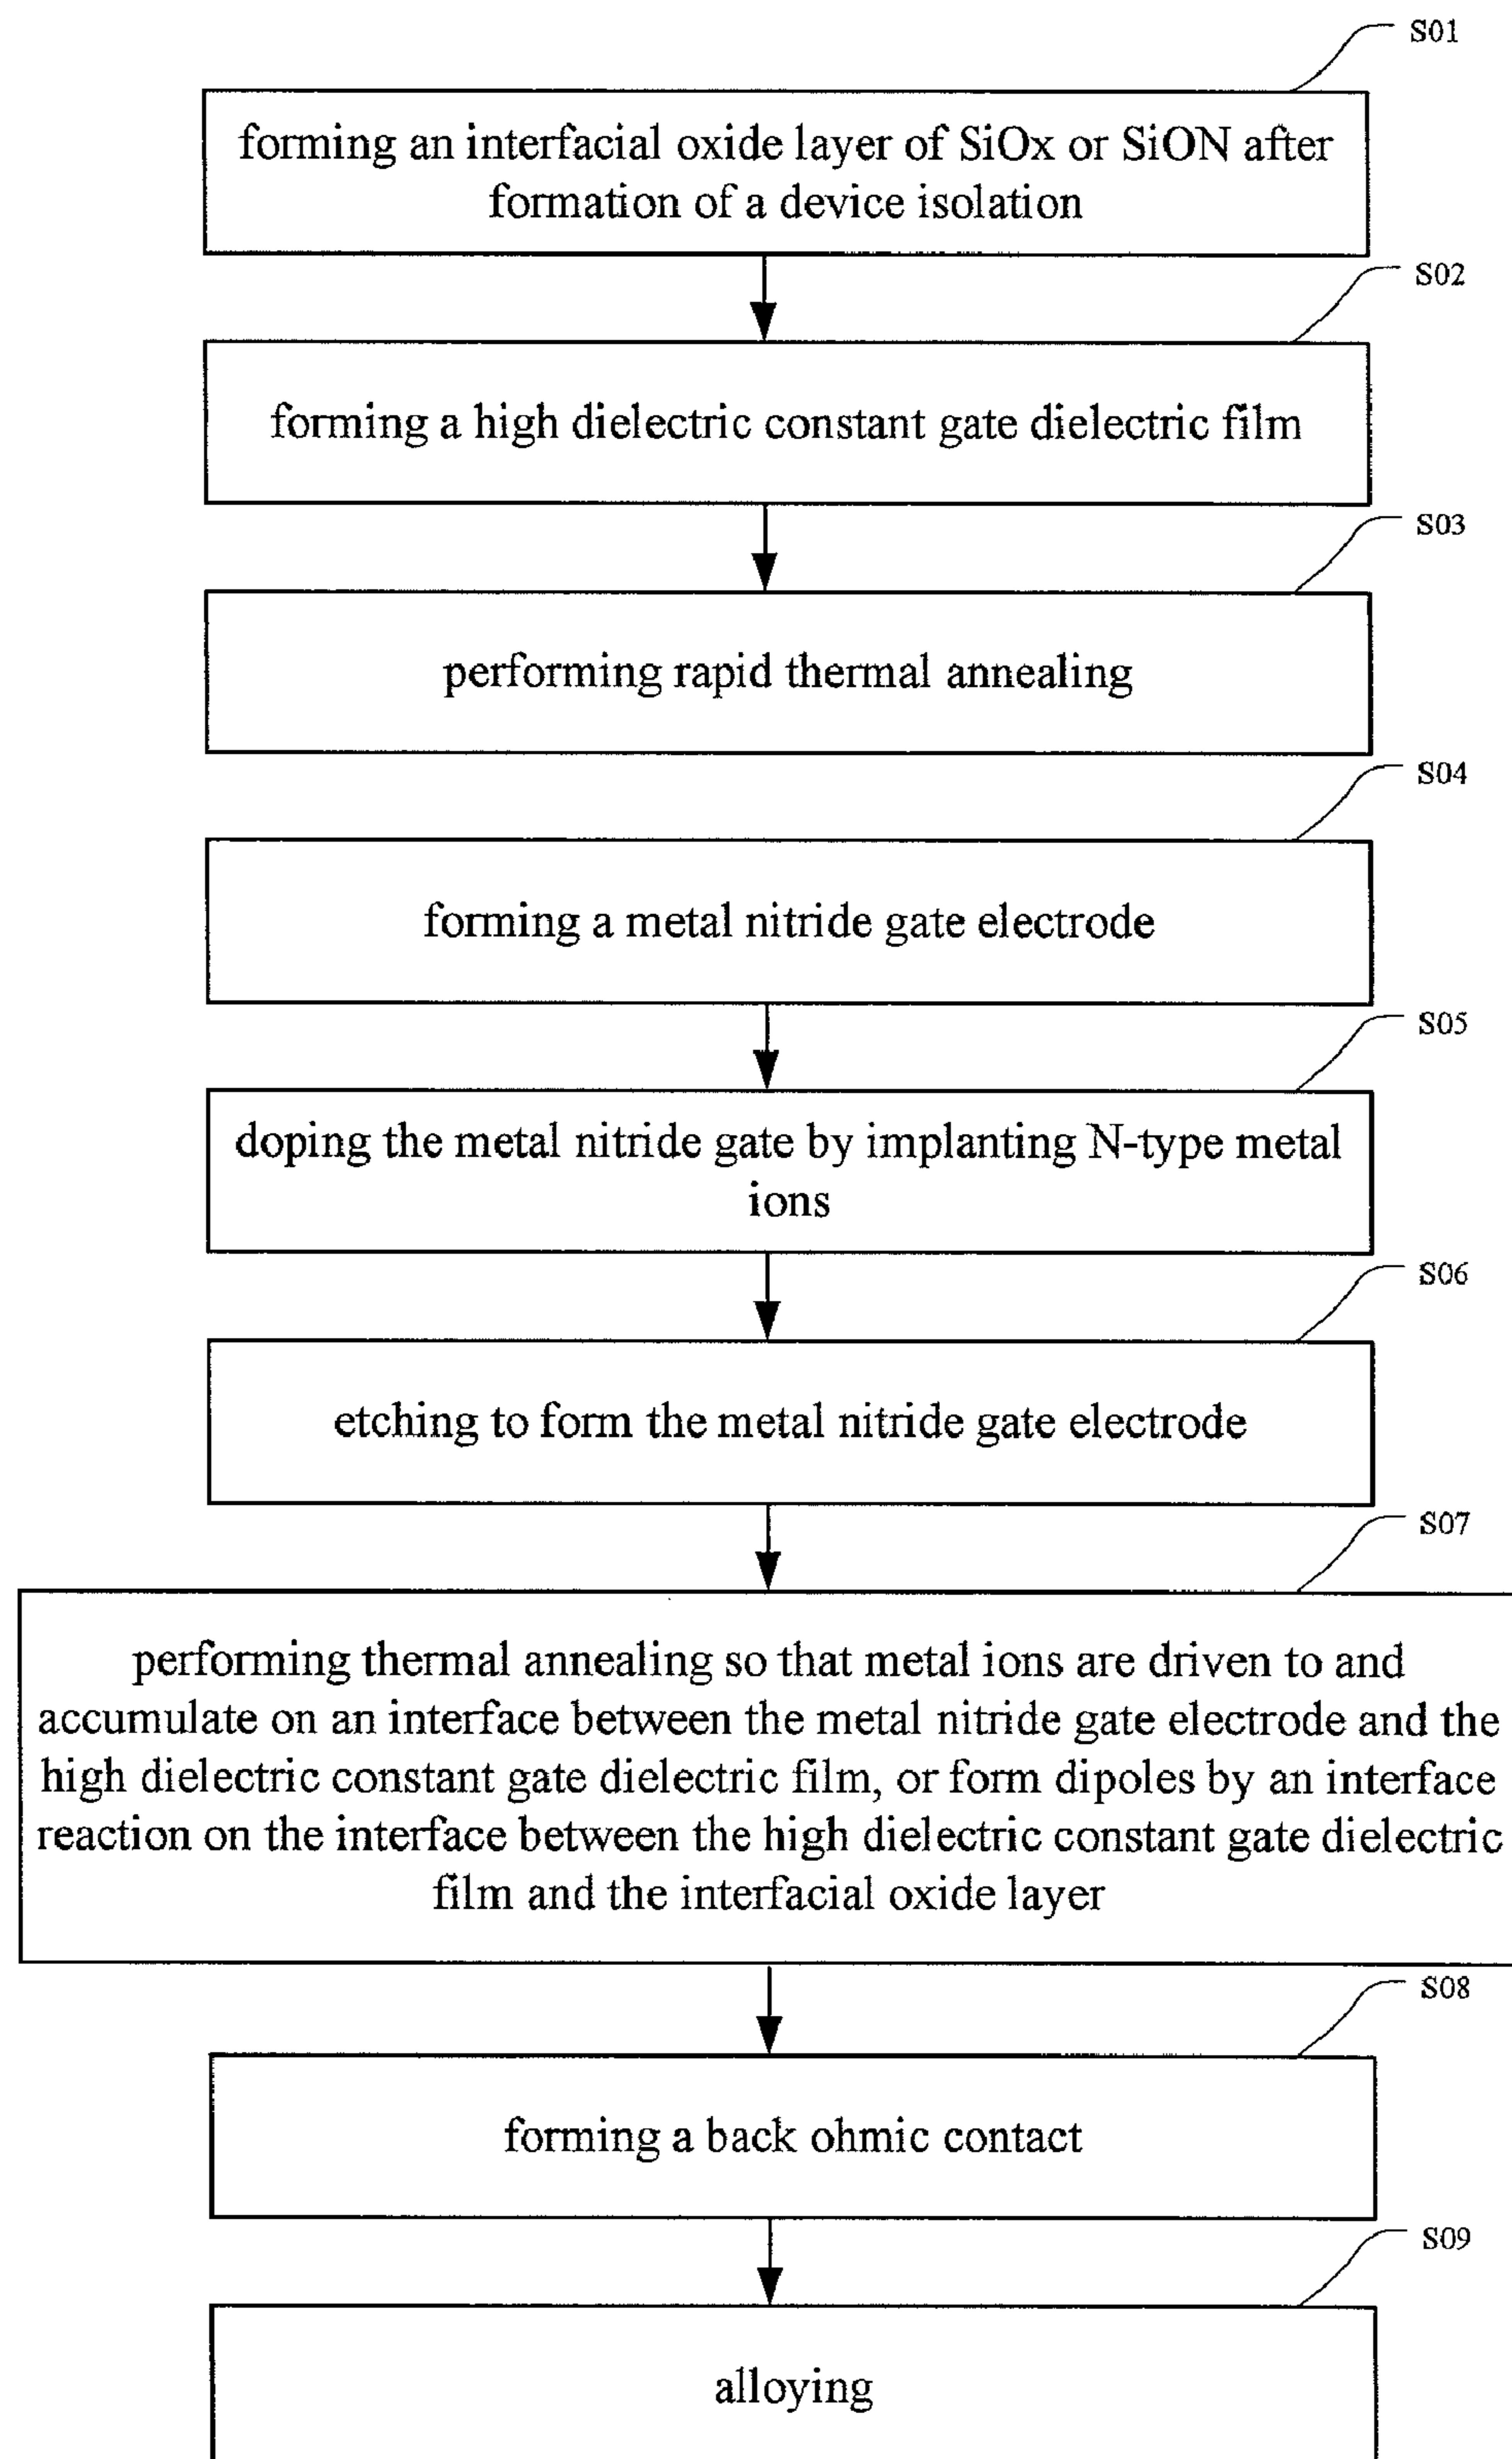 S01
forming an interfacial oxide layer of SiOx or SiON after
formation of a device isolation
S02
forming a high dielectric constant gate dielectric film
S03
performing rapid thermal annealing
S04
forming a metal nitride gate electrode
S05
doping the metal nitride gate by implanting N-type metal
ions
S06
etching to form the metal nitride gate electrode
S07
performing thermal annealing so that metal ions are driven to and
accumulate on an interface between the metal nitride gate electrode and the
high dielectric constant gate dielectric film, or form dipoles by an interface
reaction on the interface between the high dielectric constant gate dielectric
film and the interfacial oxide layer
S08
forming a back ohmic contact
S09
alloying